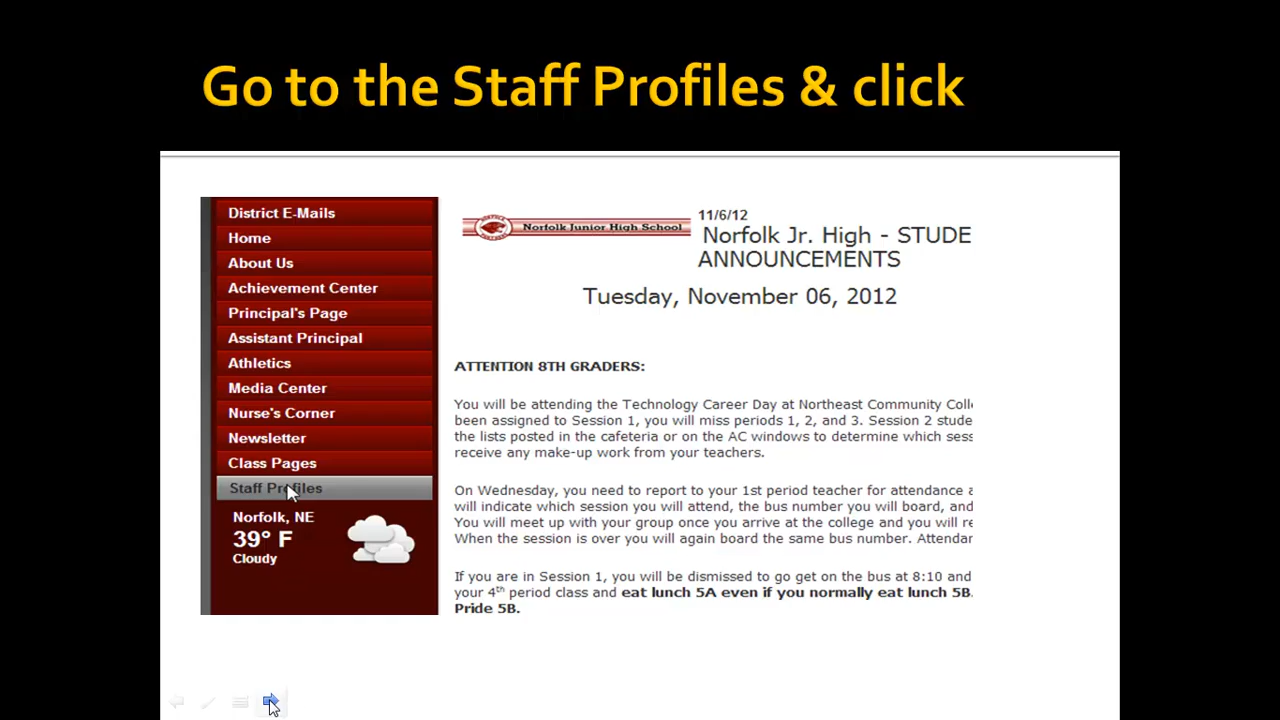 Go to the Staff Profiles & click
District E-Mails
Home
About Us
Achievement Center
Principal's Page
Assistant Principal
Athletics
Media Center
Nurse's Corner
Newsletter
Class Pages
Staff Profiles
Norfolk, NE
39° F
Cloudy
Norfolk Junior High School
11/6/12
Norfolk Jr. High - STUDE
ANNOUNCEMENTS
Tuesday, November 06, 2012
ATTENTION 8TH GRADERS:
You will be attending the Technology Career Day at Northeast Community Coll
been assigned to Session 1, you will miss periods 1, 2, and 3. Session 2 stude
the lists posted in the cafeteria or on the AC windows to determine which sess
receive any make-up work from your teachers.
On Wednesday, you need to report to your 1st period teacher for attendance a
will indicate which session you will attend, the bus number you will board, and
You will meet up with your group once you arrive at the college and you will re
When the session is over you will again board the same bus number. Attendan
If you are in Session 1, you will be dismissed to go get on the bus at 8:10 and
your 4th period class and eat lunch 5A even if you normally eat lunch 5B.
Pride 5B.